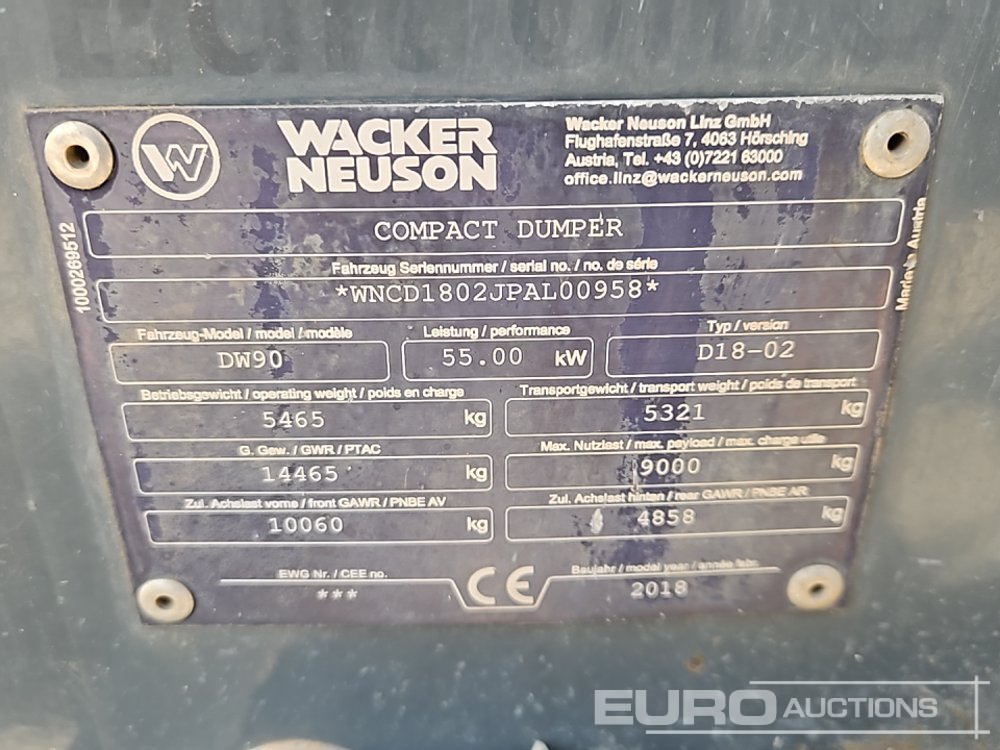 WACKER
NEUSON
Wacker Neuson Linz GmbH
Flughafenstraße 7, 4063 Hörsching
Austria, Tel. +43 (0)7221 63000
office.linz@wackerneuson.com
COMPACT DUMPER
Fahrzeug Seriennummer / serial no. / no. de série
*WNCD1802JPAL00958*
1000269512
Made in Austria
Fahrzeug-Model / model / modèle
DW90
Leistung / performance
55.00 kW
Typ / version
D18-02
Betriebsgewicht / operating weight / poids en charge
5465 kg
Transportgewicht / transport weight / poids de transport
5321 kg
G. Gew. / GWR / PTAC
14465 kg
Max. Nutzlast / max. payload / max. charge utile
9000 kg
Zul. Achslast vorne / front GAWR / PNBE AV
10060 kg
Zul. Achslast hinten / rear GAWR / PNBE AR
4858 kg
EWG Nr. / CEE no.
***
CE
Baujahr / model year / année fabr.
2018
EURO AUCTIONS